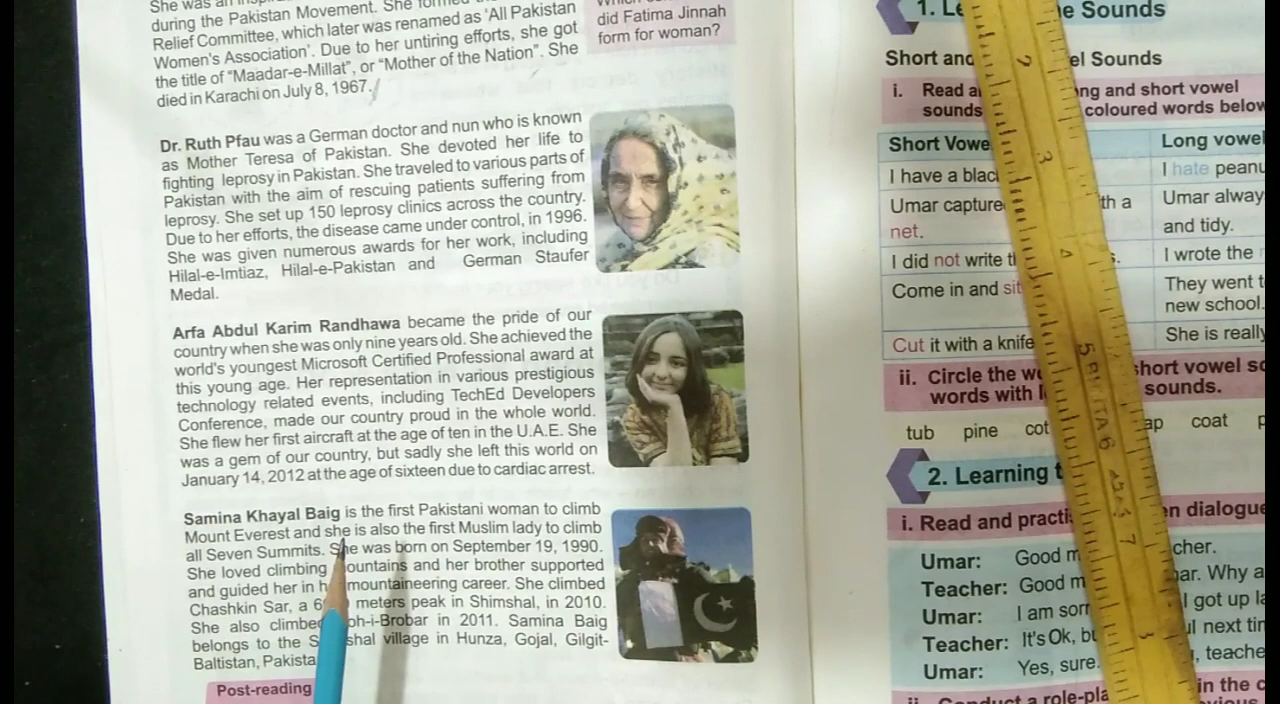 She was an
during the Pakistan Movement. She formed the
Relief Committee, which later was renamed as 'All Pakistan
Women's Association'. Due to her untiring efforts, she got
the title of "Maadar-e-Millat", or "Mother of the Nation". She
died in Karachi on July 8, 1967.
did Fatima Jinnah
form for woman?
Dr. Ruth Pfau was a German doctor and nun who is known
as Mother Teresa of Pakistan. She devoted her life to
fighting leprosy in Pakistan. She traveled to various parts of
Pakistan with the aim of rescuing patients suffering from
leprosy. She set up 150 leprosy clinics across the country.
Due to her efforts, the disease came under control, in 1996.
She was given numerous awards for her work, including
Hilal-e-Imtiaz, Hilal-e-Pakistan and German Staufer
Medal.
Arfa Abdul Karim Randhawa became the pride of our
country when she was only nine years old. She achieved the
world's youngest Microsoft Certified Professional award at
this young age. Her representation in various prestigious
technology related events, including TechEd Developers
Conference, made our country proud in the whole world.
She flew her first aircraft at the age of ten in the U.A.E. She
was a gem of our country, but sadly she left this world on
January 14, 2012 at the age of sixteen due to cardiac arrest.
Samina Khayal Baig is the first Pakistani woman to climb
Mount Everest and she is also the first Muslim lady to climb
all Seven Summits. She was born on September 19, 1990.
She loved climbing ountains and her brother supported
and guided her in h mountaineering career. She climbed
Chashkin Sar, a 6 meters peak in Shimshal, in 2010.
She also climbed oh-i-Brobar in 2011. Samina Baig
belongs to the S shal village in Hunza, Gojal, Gilgit-
Baltistan, Pakista
Post-reading
1. Le e Sounds
Short and el Sounds
i. Read a ng and short vowel
sounds coloured words below
Short Vowe Long vowel
I have a blac I hate peanu
Umar capture th a Umar alway
net. and tidy.
I did not write th s. I wrote the
Come in and sit They went t
new school.
Cut it with a knife She is really
ii. Circle the wo short vowel so
words with l sounds.
tub pine cot ap coat p
2. Learning t
i. Read and practi en dialogue
Umar: Good m cher.
Teacher: Good m ar. Why a
Umar: I am sorr I got up la
Teacher: It's Ok, bu ul next tim
Umar: Yes, sure. , teache
ii. Conduct a role-pla in the c